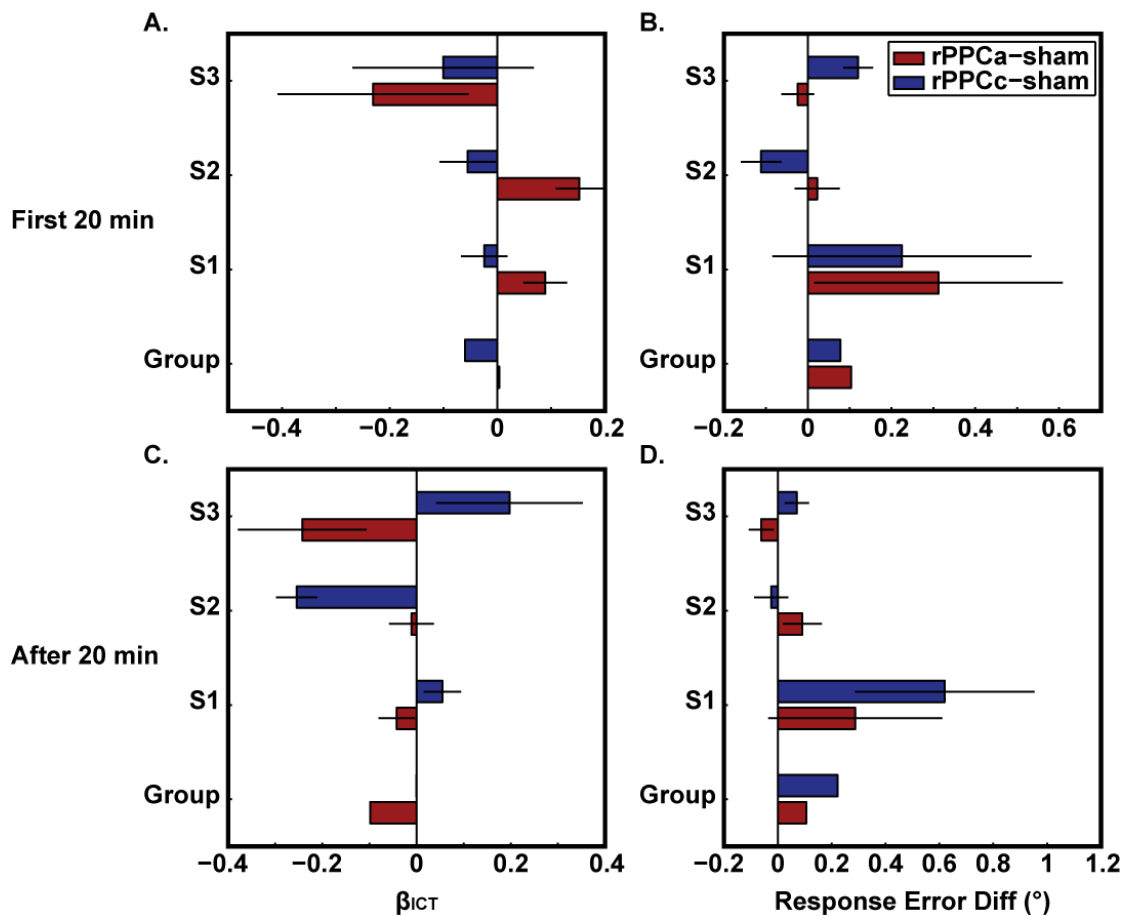 A.
B.
S3
S2
S1
Group
First 20 min
−0.4 −0.2 0 0.2
S3
S2
S1
Group
rPPCa−sham
rPPCc−sham
−0.2 0 0.2 0.4 0.6
C.
D.
S3
S2
S1
Group
After 20 min
−0.4 −0.2 0 0.2 0.4
βICT
S3
S2
S1
Group
−0.2 0 0.2 0.4 0.6 0.8 1 1.2
Response Error Diff (°)